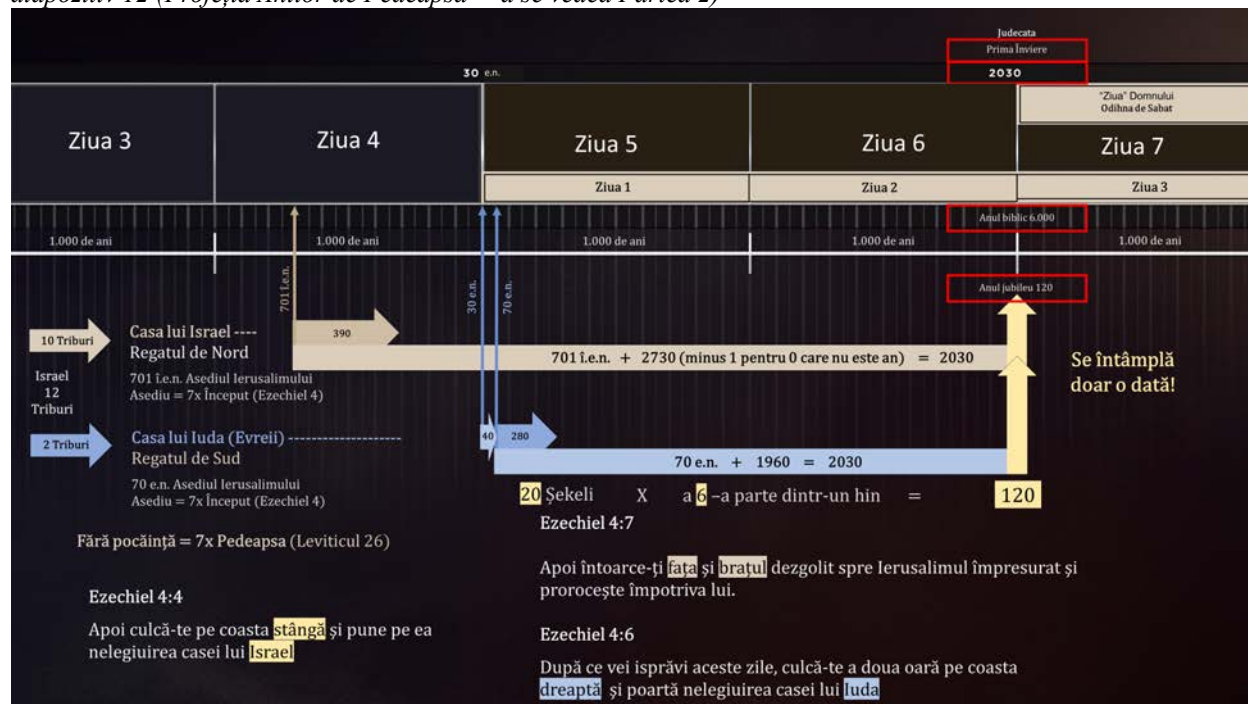 diapozitiv 12 (Proiecția Anilor de Pedeapsă – a se vedea Partea 2)
Judecata
Prima Înviere
30 e.n.
2030
Ziua 3
Ziua 4
Ziua 5
Ziua 6
"Ziua" Domnului
Odihna de Sabat
Ziua 7
Ziua 1
Ziua 2
Ziua 3
Anul biblic 6.000
1.000 de ani
1.000 de ani
1.000 de ani
1.000 de ani
1.000 de ani
701 î.e.n.
30 e.n.
70 e.n.
Anul jubileu 120
10 Triburi
Casa lui Israel ----
Regatul de Nord
390
701 î.e.n. + 2730 (minus 1 pentru 0 care nu este an) = 2030
Se întâmplă
doar o dată!
Israel
12
Triburi
701 î.e.n. Asediul Ierusalimului
Asediu = 7x Început (Ezechiel 4)
2 Triburi
Casa lui Iuda (Evreii) --------------------
Regatul de Sud
40
280
70 e.n. + 1960 = 2030
70 e.n. Asediul Ierusalimului
Asediu = 7x Început (Ezechiel 4)
20 Șekeli X a 6 –a parte dintr-un hin = 120
Fără pocăință = 7x Pedeapsa (Leviticul 26)
Ezechiel 4:7
Apoi întoarce-ți fața și brațul dezgolit spre Ierusalimul împresurat și
prorocește împotriva lui.
Ezechiel 4:4
Apoi culcă-te pe coasta stângă și pune pe ea
nelegiuirea casei lui Israel
Ezechiel 4:6
După ce vei isprăvi aceste zile, culcă-te a doua oară pe coasta
dreaptă și poartă nelegiuirea casei lui Iuda